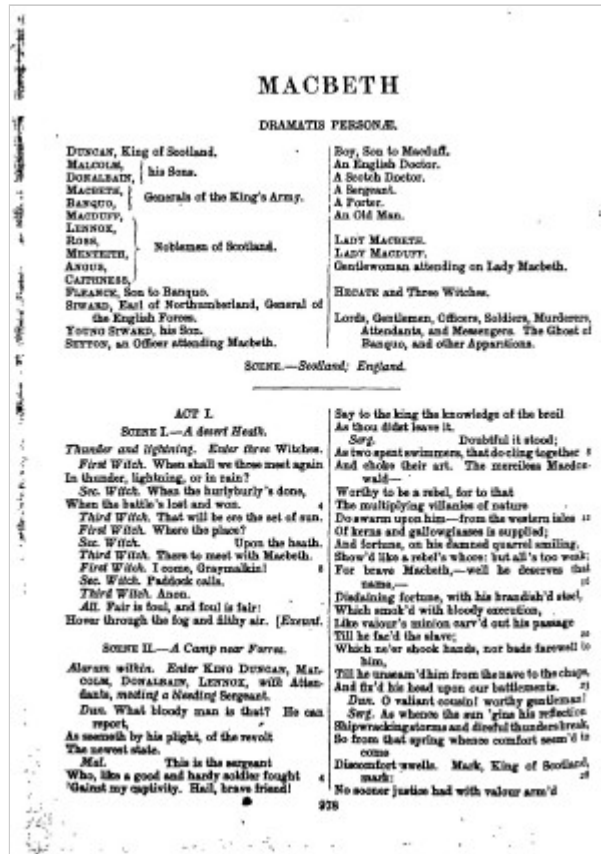 MACBETH
DRAMATIS PERSONÆ.
DUNCAN, King of Scotland.
MALCOLM,
DONALBAIN,
his Sons.
MACBETH,
BANQUO,
Generals of the King's Army.
MACDUFF,
LENNOX,
ROSS,
MENTEITH,
ANGUS,
CAITHNESS,
Noblemen of Scotland.
FLEANCE, Son to Banquo.
SIWARD, Earl of Northumberland, General of
the English Forces.
YOUNG SIWARD, his Son.
SEYTON, an Officer attending Macbeth.
Boy, Son to Macduff.
An English Doctor.
A Scotch Doctor.
A Sergeant.
A Porter.
An Old Man.
LADY MACBETH.
LADY MACDUFF.
Gentlewoman attending on Lady Macbeth.
HECATE and Three Witches.
Lords, Gentlemen, Officers, Soldiers, Murderers,
Attendants, and Messengers. The Ghost of
Banquo, and other Apparitions.
SCENE.—Scotland; England.
ACT I.
SCENE I.—A desert Heath.
Thunder and lightning. Enter three Witches.
First Witch. When shall we three meet again
In thunder, lightning, or in rain?
Sec. Witch. When the hurlyburly's done,
When the battle's lost and won. 4
Third Witch. That will be ere the set of sun.
First Witch. Where the place?
Sec. Witch. Upon the heath.
Third Witch. There to meet with Macbeth.
First Witch. I come, Graymalkin! 8
Sec. Witch. Paddock calls.
Third Witch. Anon.
All. Fair is foul, and foul is fair:
Hover through the fog and filthy air. [Exeunt.
SCENE II.—A Camp near Forres.
Alarum within. Enter KING DUNCAN, MAL-
COLM, DONALBAIN, LENNOX, with Atten-
dants, meeting a bleeding Sergeant.
Dun. What bloody man is that? He can
report,
As seemeth by his plight, of the revolt
The newest state.
Mal. This is the sergeant
Who, like a good and hardy soldier fought 4
'Gainst my captivity. Hail, brave friend!
Say to the king the knowledge of the broil
As thou didst leave it.
Serg. Doubtful it stood;
As two spent swimmers, that do cling together 8
And choke their art. The merciless Macdon-
wald—
Worthy to be a rebel, for to that
The multiplying villanies of nature
Do swarm upon him—from the western isles 12
Of kerns and gallowglasses is supplied;
And fortune, on his damned quarrel smiling,
Show'd like a rebel's whore: but all's too weak;
For brave Macbeth,—well he deserves that
name,— 16
Disdaining fortune, with his brandish'd steel,
Which smok'd with bloody execution,
Like valour's minion carv'd out his passage
Till he fac'd the slave; 20
Which ne'er shook hands, nor bade farewell to
him,
Till he unseam'd him from the nave to the chaps,
And fix'd his head upon our battlements.
Dun. O valiant cousin! worthy gentleman!
Serg. As whence the sun 'gins his reflection
Shipwracking storms and direful thunders break,
So from that spring whence comfort seem'd to
come
Discomfort swells. Mark, King of Scotland,
mark: 28
No sooner justice had with valour arm'd